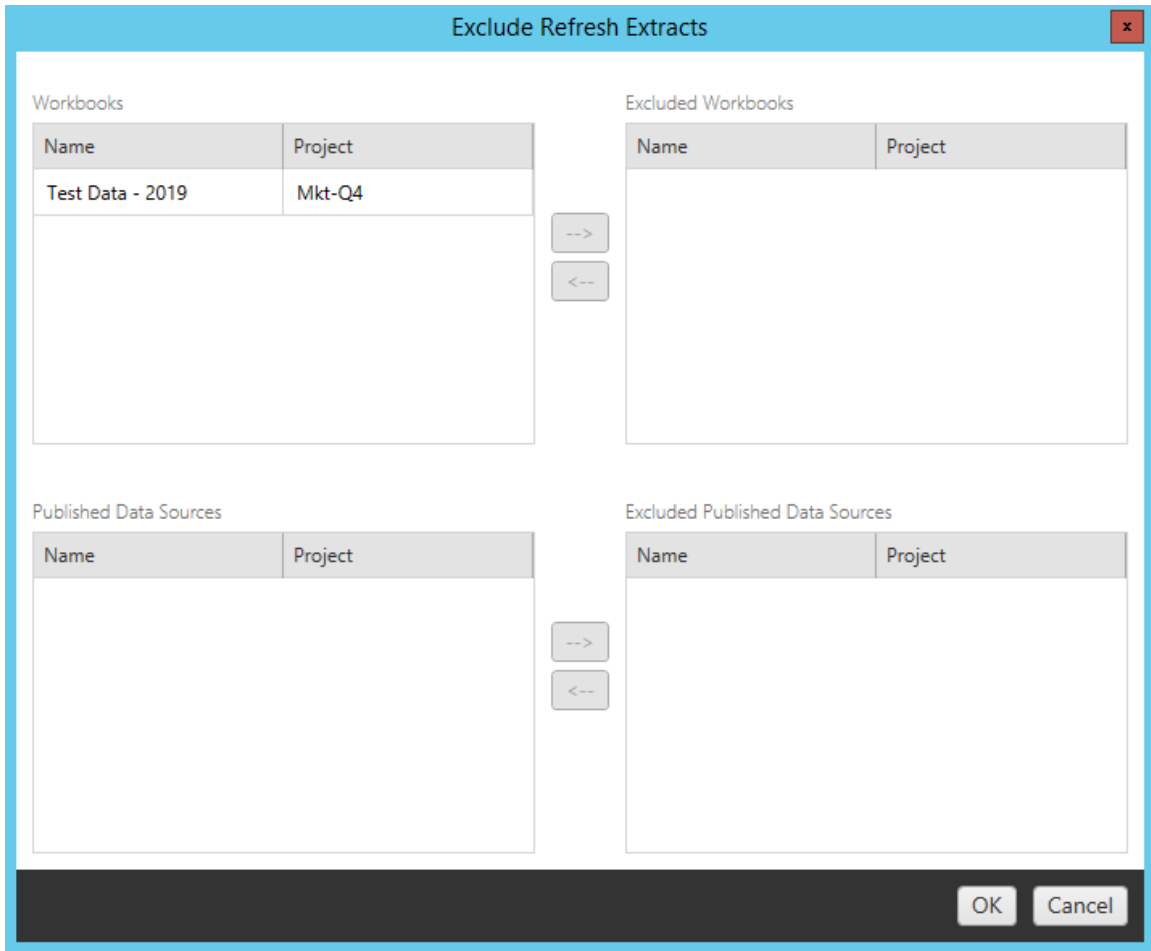 Exclude Refresh Extracts
x
Workbooks
Excluded Workbooks
Name Project
Name Project
Test Data - 2019 Mkt-Q4
-->
<--
Published Data Sources
Excluded Published Data Sources
Name Project
Name Project
-->
<--
OK Cancel